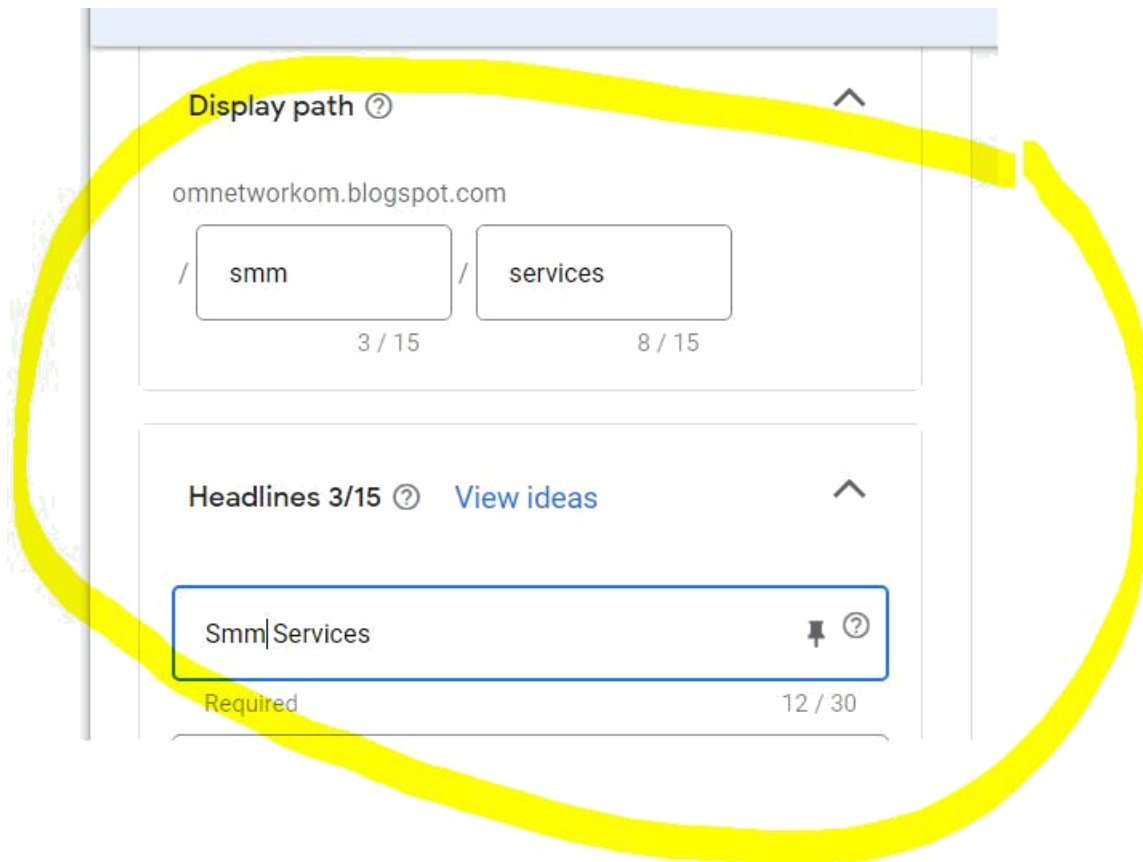 Display path
omnetworkom.blogspot.com
/ smm / services
3 / 15 8 / 15
Headlines 3/15 View ideas
Smm Services
Required 12 / 30